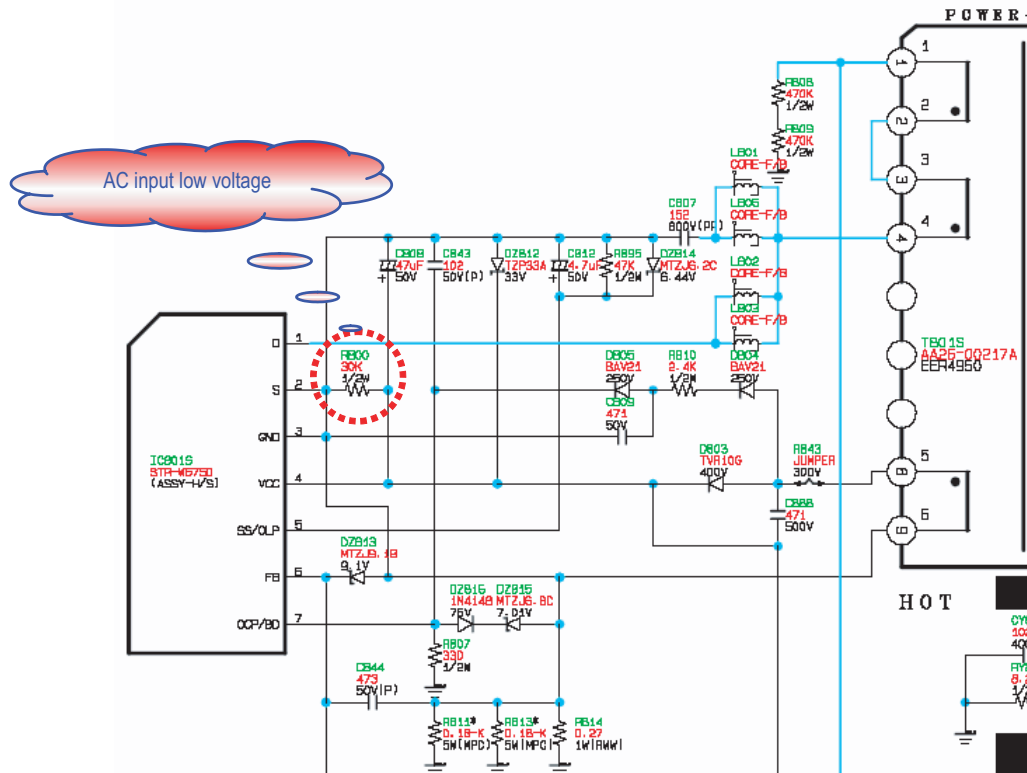 POWER-
1
2
3
4
R808
470K
1/2W
R809
470K
1/2W
AC input low voltage
L801
CORE-F/B
L806
CORE-F/B
C807
152
800V(PP)
C808
47uF
50V
+
C843
102
50V(P)
DZ812
TZP33A
33V
C812
4.7uF
50V
+
R895
47K
1/2W
DZ814
MTZJ6.2C
6.44V
L802
CORE-F/B
L803
CORE-F/B
T801S
AA26-00217A
EER4950
D
1
R800
30K
1/2W
S
2
D805
BAV21
250V
R810
2.4K
1/2W
D804
BAV21
250V
C809
471
50V
GND
3
IC801S
STR-W6750
(ASSY-H/S)
VCC
4
D803
TVR10G
400V
R843
JUMPER
300V
5
8
C888
471
500V
SS/OLP
5
6
9
DZ813
MTZJ9.1B
9.1V
FB
6
HOT
DZ816
1N4148
75V
DZ815
MTZJ6.8C
7.01V
OCP/BD
7
R807
330
1/2W
C844
473
50V(P)
R811*
0.18-K
5W(MPC)
R813*
0.18-K
5W(MPC)
R814
0.27
1W(RWW)